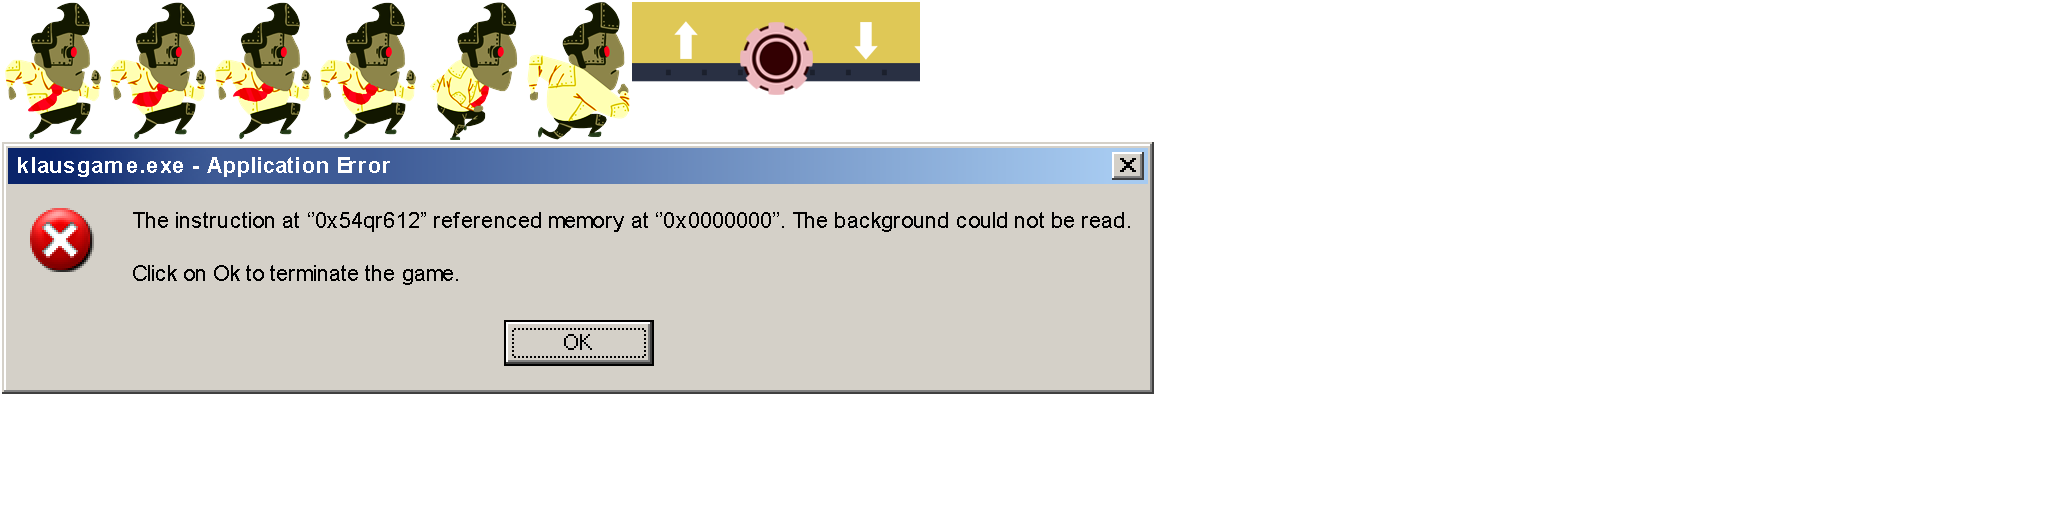 klausgame.exe - Application Error
The instruction at ‘'0x54qr612’' referenced memory at ‘'0x0000000’'. The background could not be read.
Click on Ok to terminate the game.
OK